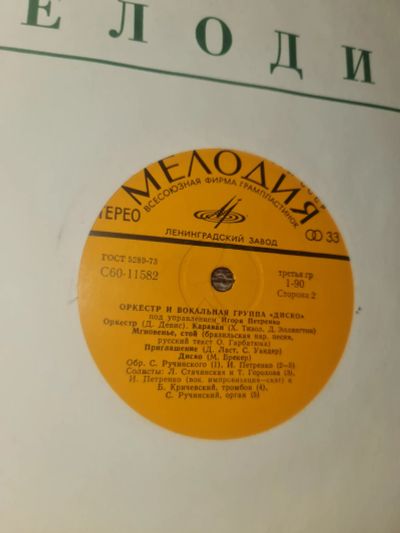 ЕЛОДИ
МЕЛОДИЯ
ВСЕСОЮЗНАЯ ФИРМА ГРАМПЛАСТИНОК
ТЕРЕО
33
ЛЕНИНГРАДСКИЙ ЗАВОД
ГОСТ 5289-73
С60-11582
третья гр
1-90
Сторона 2
ОРКЕСТР И ВОКАЛЬНАЯ ГРУППА «ДИСКО»
под управлением Игоря Петренко
Оркестр (Д. Девис). Караван (Х. Тизол, Д. Эллингтон)
Мгновенье, стой (бразильская нар. песня,
русский текст О. Гарбаткиа)
Приглашение (Д. Ласт, С. Уандер)
Диско (М. Брекер)
Обр. С. Ручинского (1), И. Петренко (2—5)
Солисты: Л. Стачинская и Т. Горохова (3),
И. Петренко (вок. импровизация—скэт) и
Б. Кричевский, тромбон (4),
С. Ручинский, орган (5)